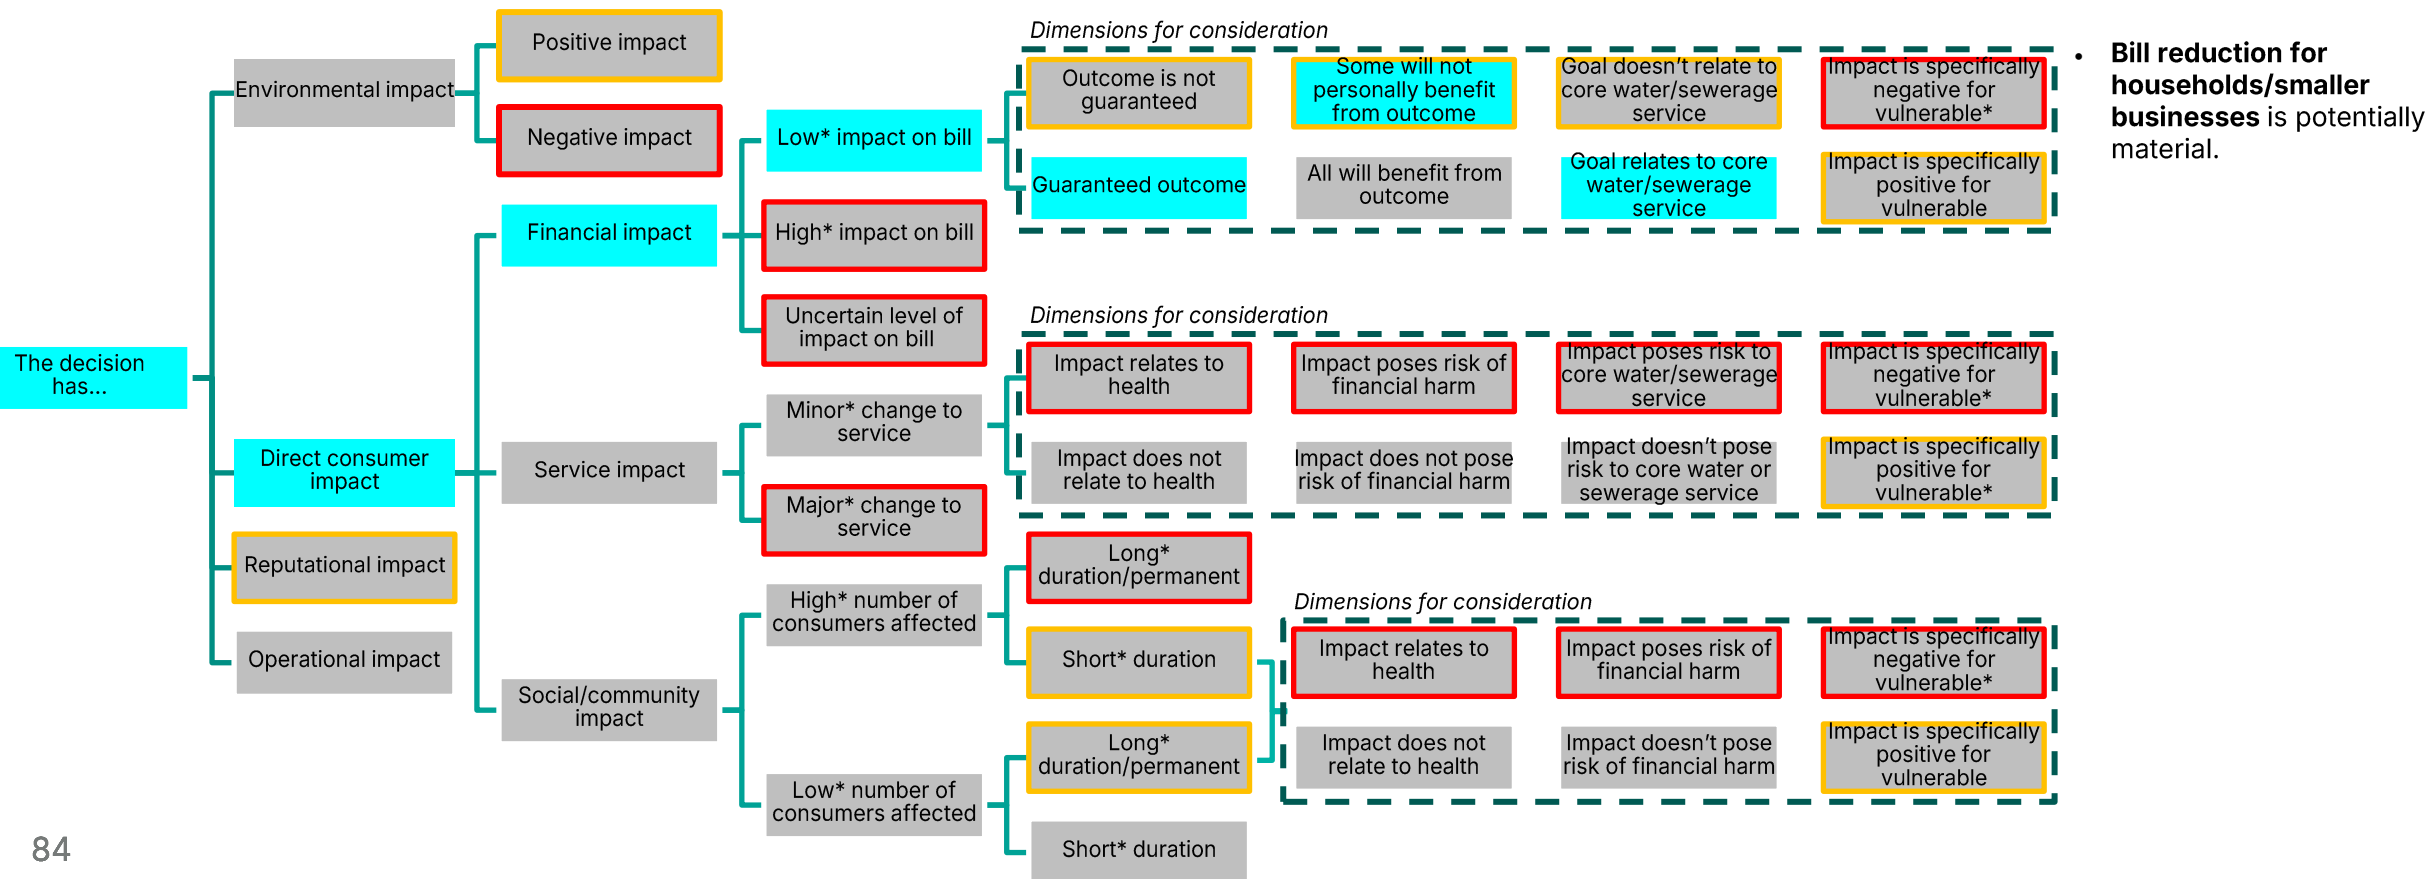 Dimensions for consideration
Positive impact
Environmental impact
Negative impact
Low* impact on bill
Outcome is not
guaranteed
Some will not
personally benefit
from outcome
Goal doesn’t relate to
core water/sewerage
service
Impact is specifically
negative for
vulnerable*
Guaranteed outcome
All will benefit from
outcome
Goal relates to core
water/sewerage
service
Impact is specifically
positive for
vulnerable
• Bill reduction for
households/smaller
businesses is potentially
material.
Financial impact
High* impact on bill
Uncertain level of
impact on bill
The decision
has...
Direct consumer
impact
Reputational impact
Operational impact
Service impact
Minor* change to
service
Major* change to
service
Dimensions for consideration
Impact relates to
health
Impact poses risk of
financial harm
Impact poses risk to
core water/sewerage
service
Impact is specifically
negative for
vulnerable*
Impact does not
relate to health
Impact does not pose
risk of financial harm
Impact doesn’t pose
risk to core water or
sewerage service
Impact is specifically
positive for
vulnerable*
Social/community
impact
High* number of
consumers affected
Low* number of
consumers affected
Long*
duration/permanent
Short* duration
Long*
duration/permanent
Short* duration
Dimensions for consideration
Impact relates to
health
Impact poses risk of
financial harm
Impact is specifically
negative for
vulnerable*
Impact does not
relate to health
Impact doesn’t pose
risk of financial harm
Impact is specifically
positive for
vulnerable
84